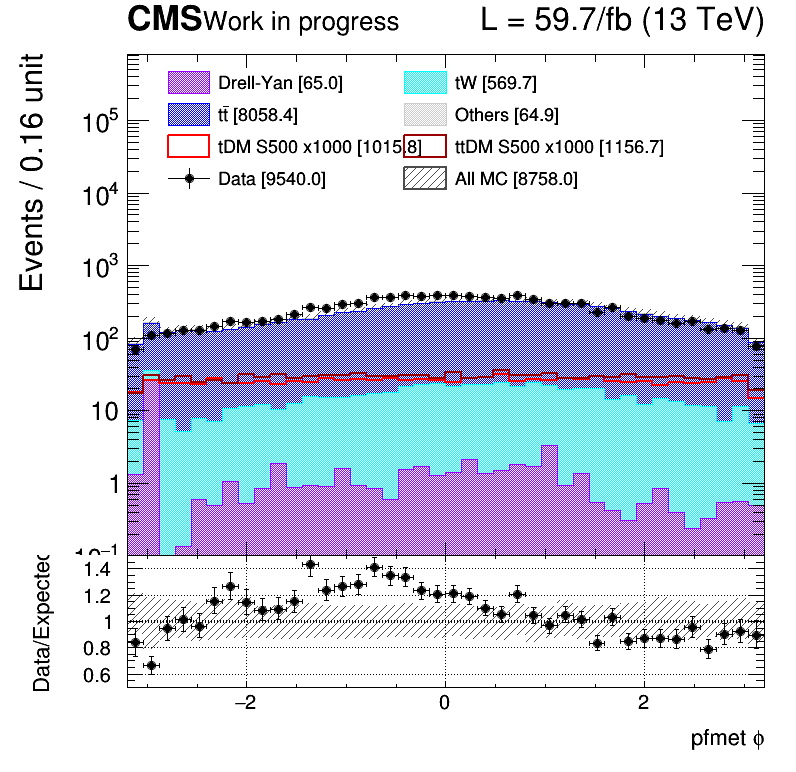 CMS Work in progress L = 59.7/fb (13 TeV)
Events / 0.16 unit
Drell-Yan [65.0] tW [569.7]
tt̄ [8058.4] Others [64.9]
tDM S500 x1000 [1015.8] ttDM S500 x1000 [1156.7]
Data [9540.0] All MC [8758.0]
10⁵
10⁴
10³
10²
10
1
10⁻¹
Data/Expected
1.4
1.2
1
0.8
0.6
−2 0 2
pfmet ϕ